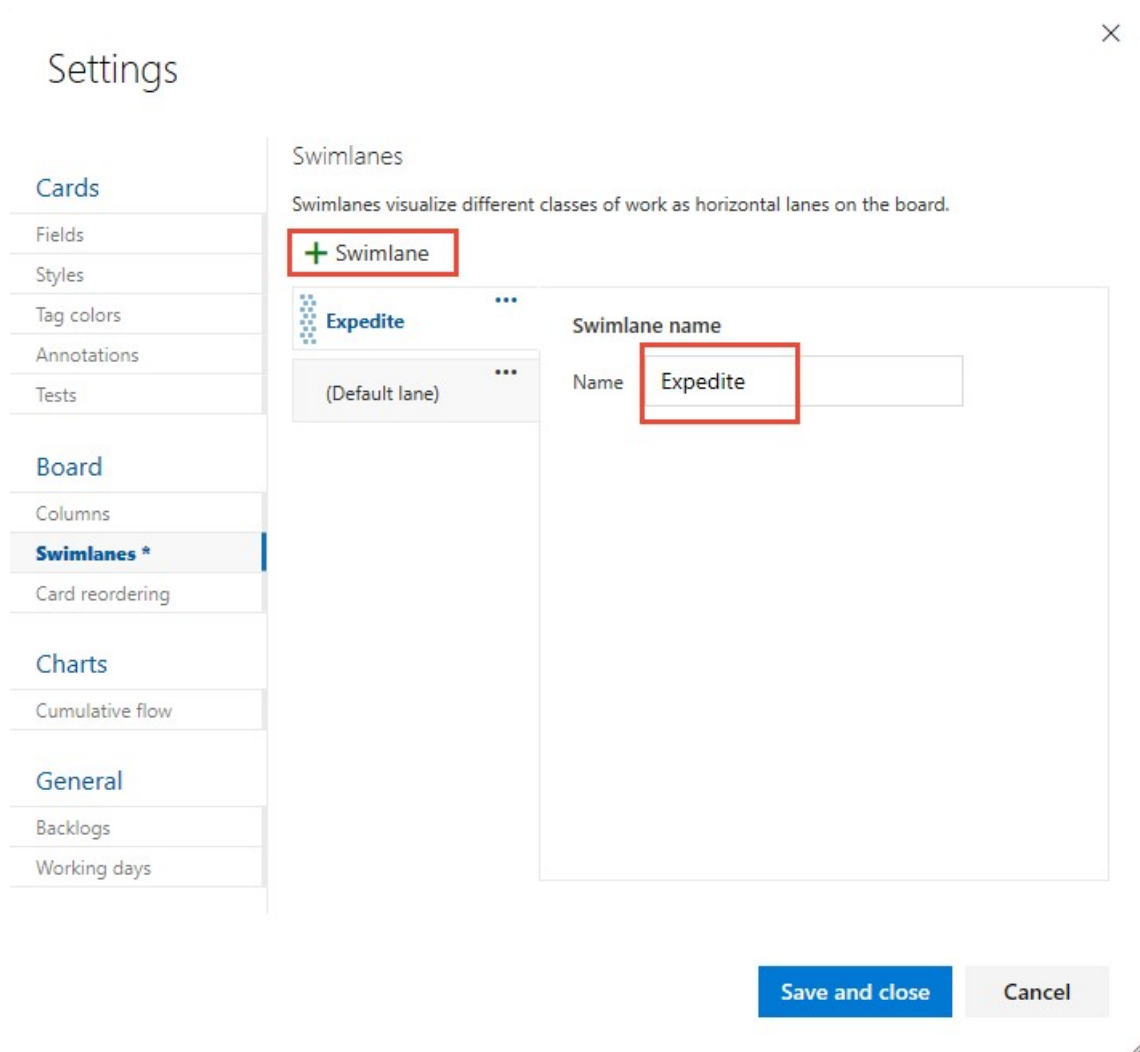 Settings
Cards
Fields
Styles
Tag colors
Annotations
Tests
Board
Columns
Swimlanes *
Card reordering
Charts
Cumulative flow
General
Backlogs
Working days
Swimlanes
Swimlanes visualize different classes of work as horizontal lanes on the board.
+ Swimlane
Expedite
(Default lane)
Swimlane name
Name Expedite
Save and close Cancel